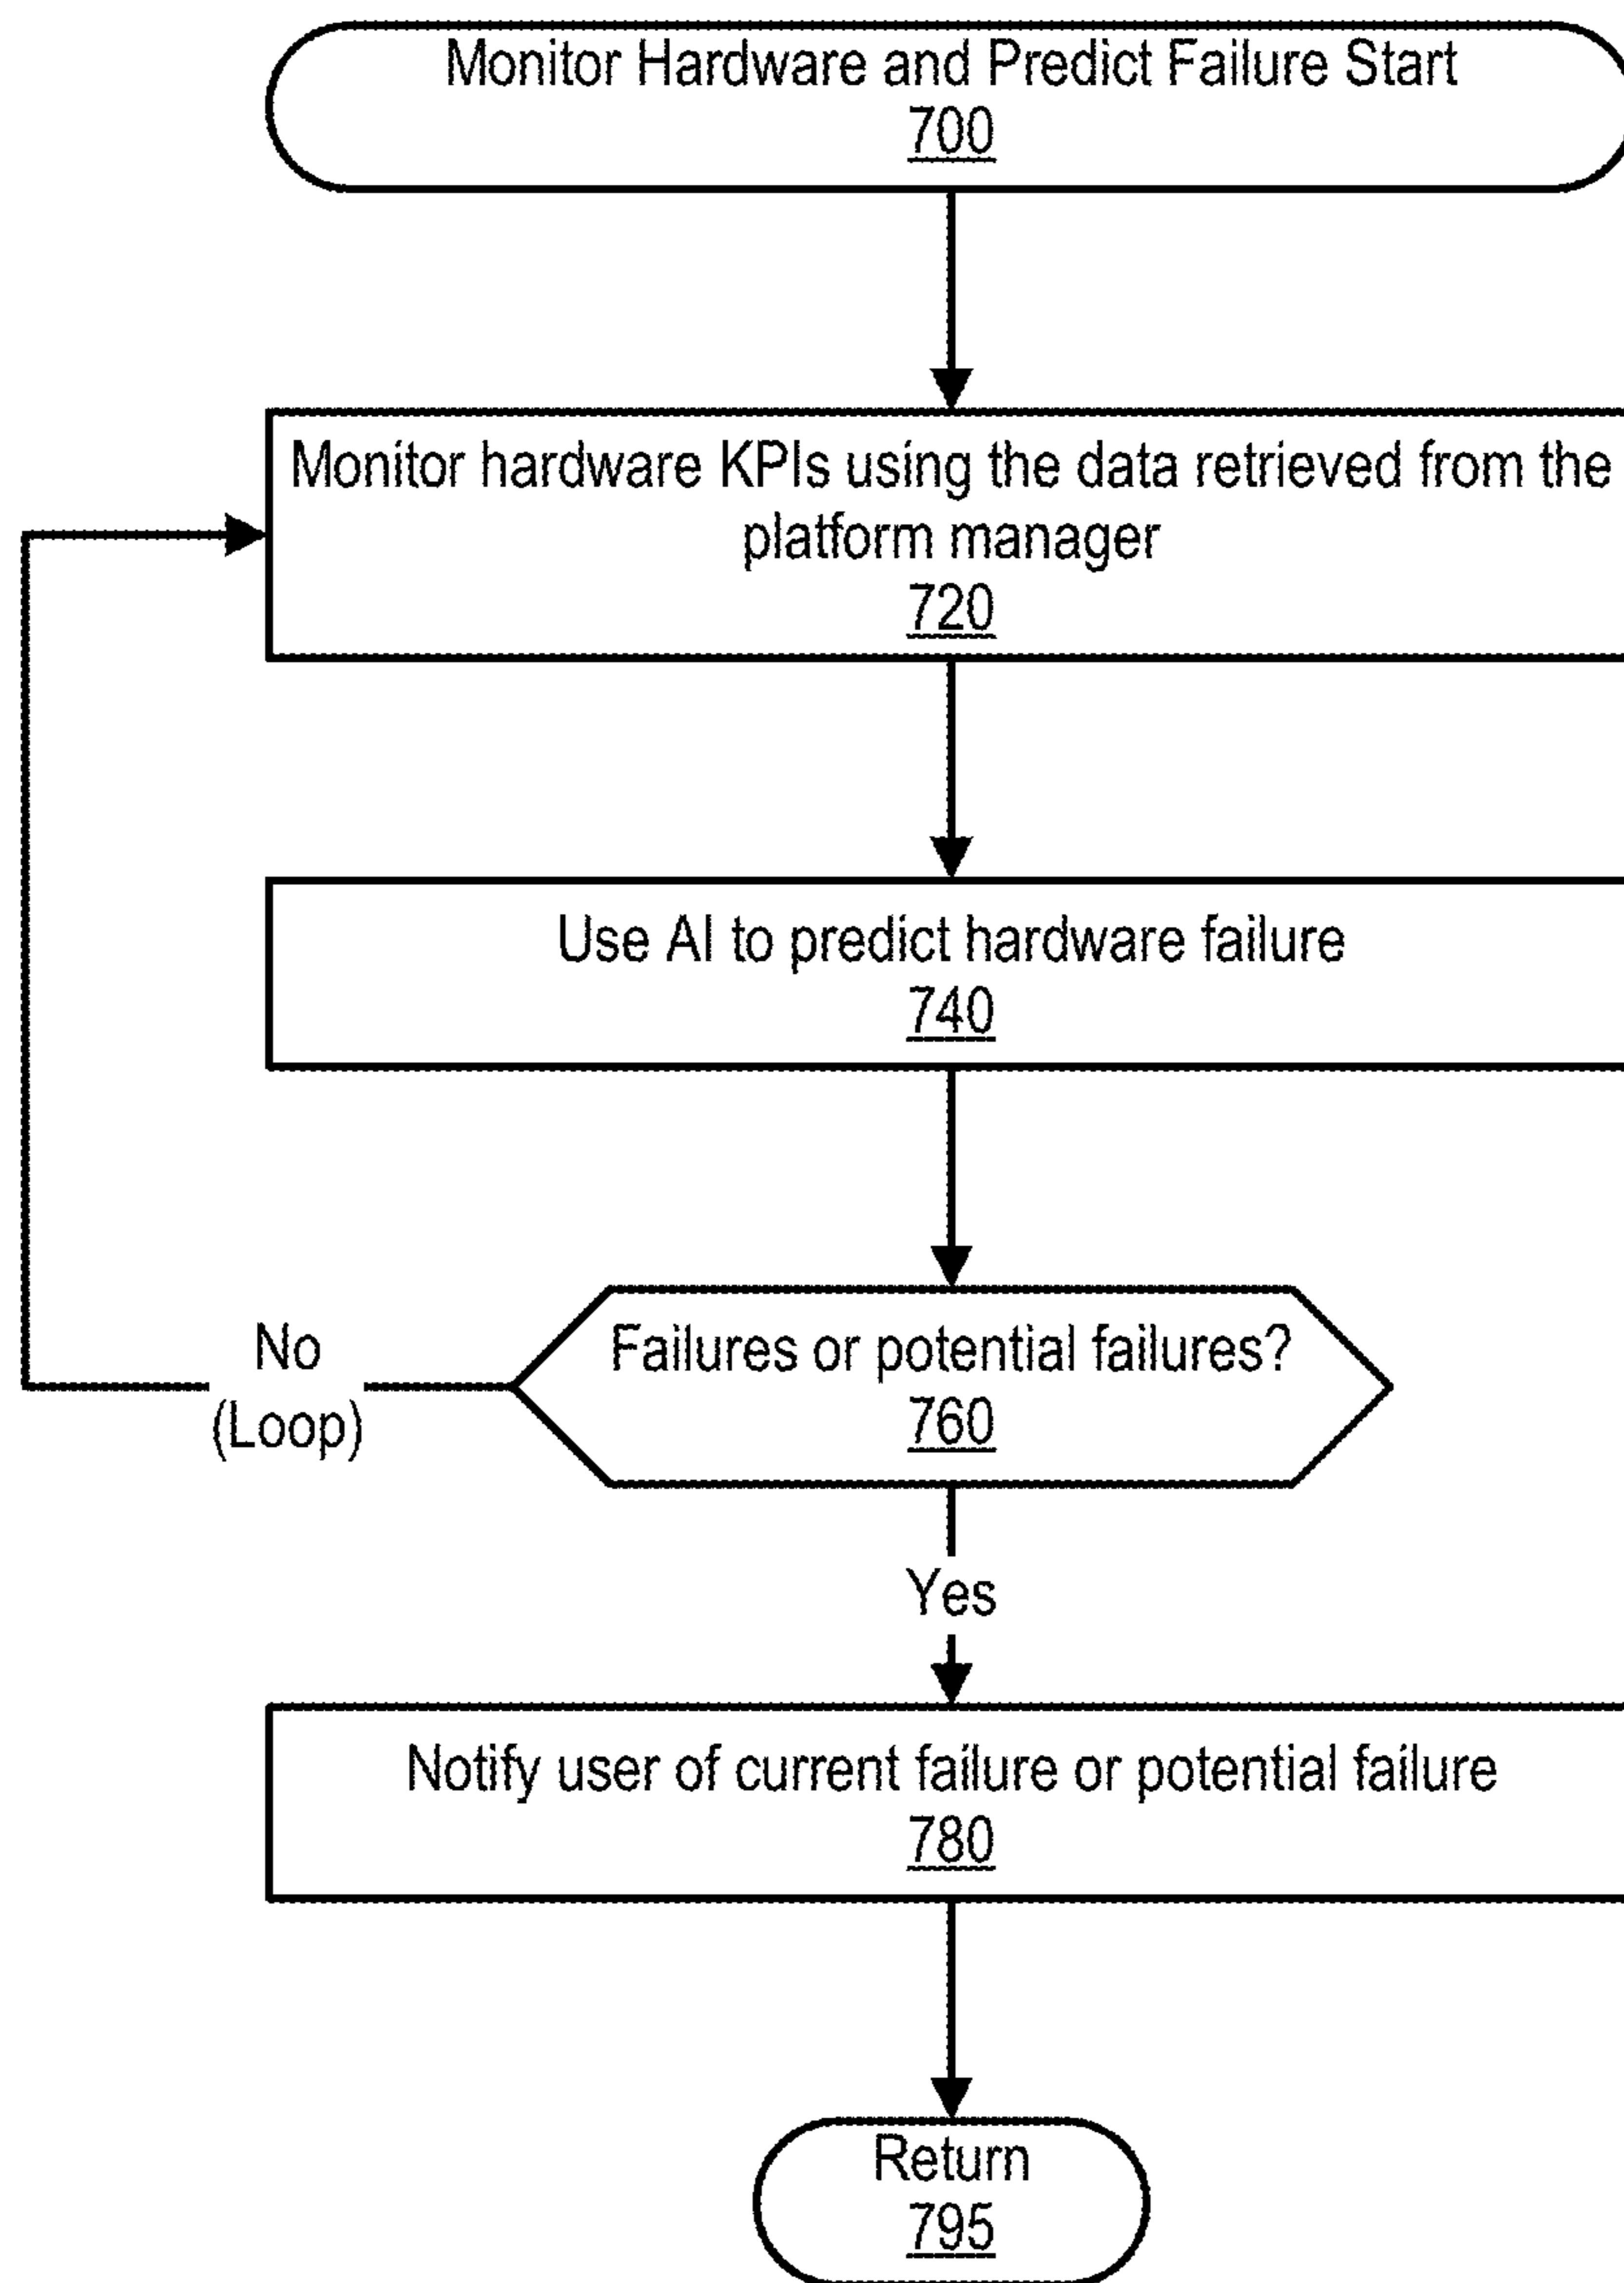 Monitor Hardware and Predict Failure Start
700
Monitor hardware KPIs using the data retrieved from the
platform manager
720
Use AI to predict hardware failure
740
Failures or potential failures?
760
No
(Loop)
Yes
Notify user of current failure or potential failure
780
Return
795